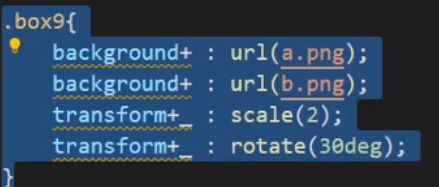 .box9{
background+ : url(a.png);
background+ : url(b.png);
transform+_ : scale(2);
transform+_ : rotate(30deg);
}